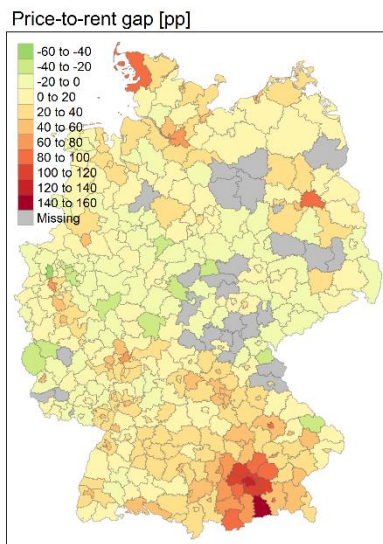 Price-to-rent gap [pp]
-60 to -40
-40 to -20
-20 to 0
0 to 20
20 to 40
40 to 60
60 to 80
80 to 100
100 to 120
120 to 140
140 to 160
Missing